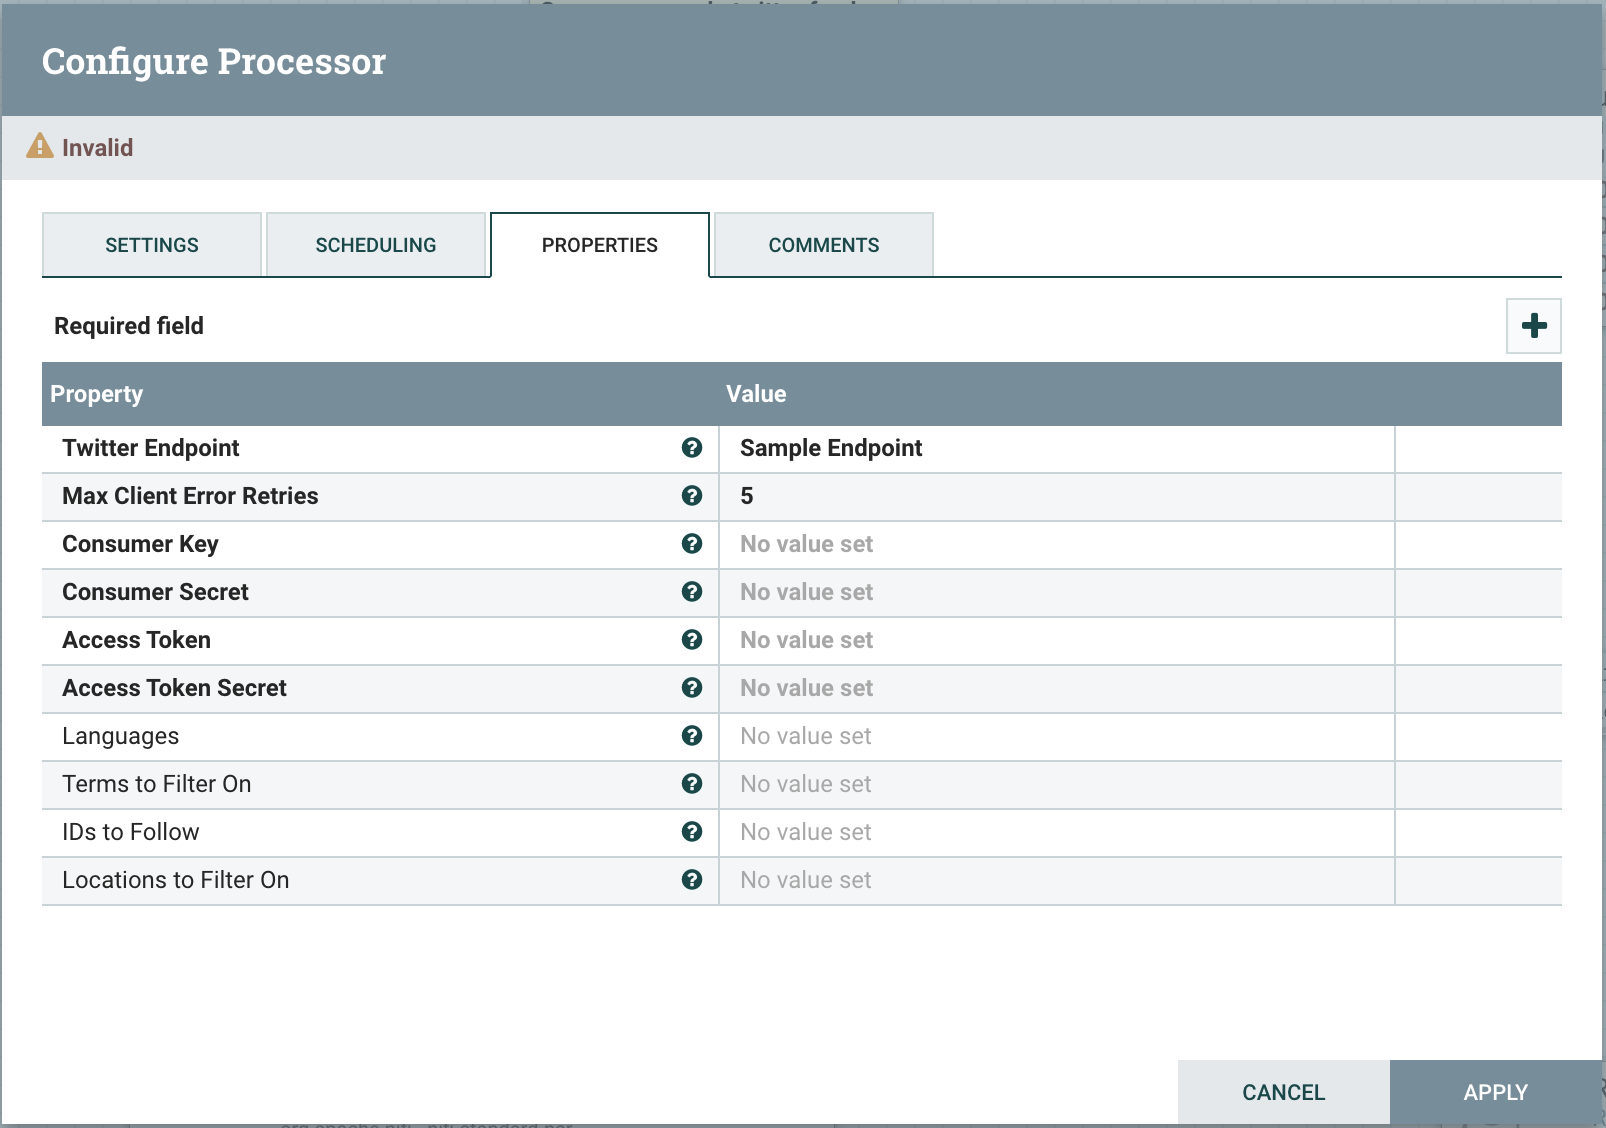 Configure Processor
Invalid
SETTINGS SCHEDULING PROPERTIES COMMENTS
Required field
Property Value
Twitter Endpoint Sample Endpoint
Max Client Error Retries 5
Consumer Key No value set
Consumer Secret No value set
Access Token No value set
Access Token Secret No value set
Languages No value set
Terms to Filter On No value set
IDs to Follow No value set
Locations to Filter On No value set
CANCEL APPLY